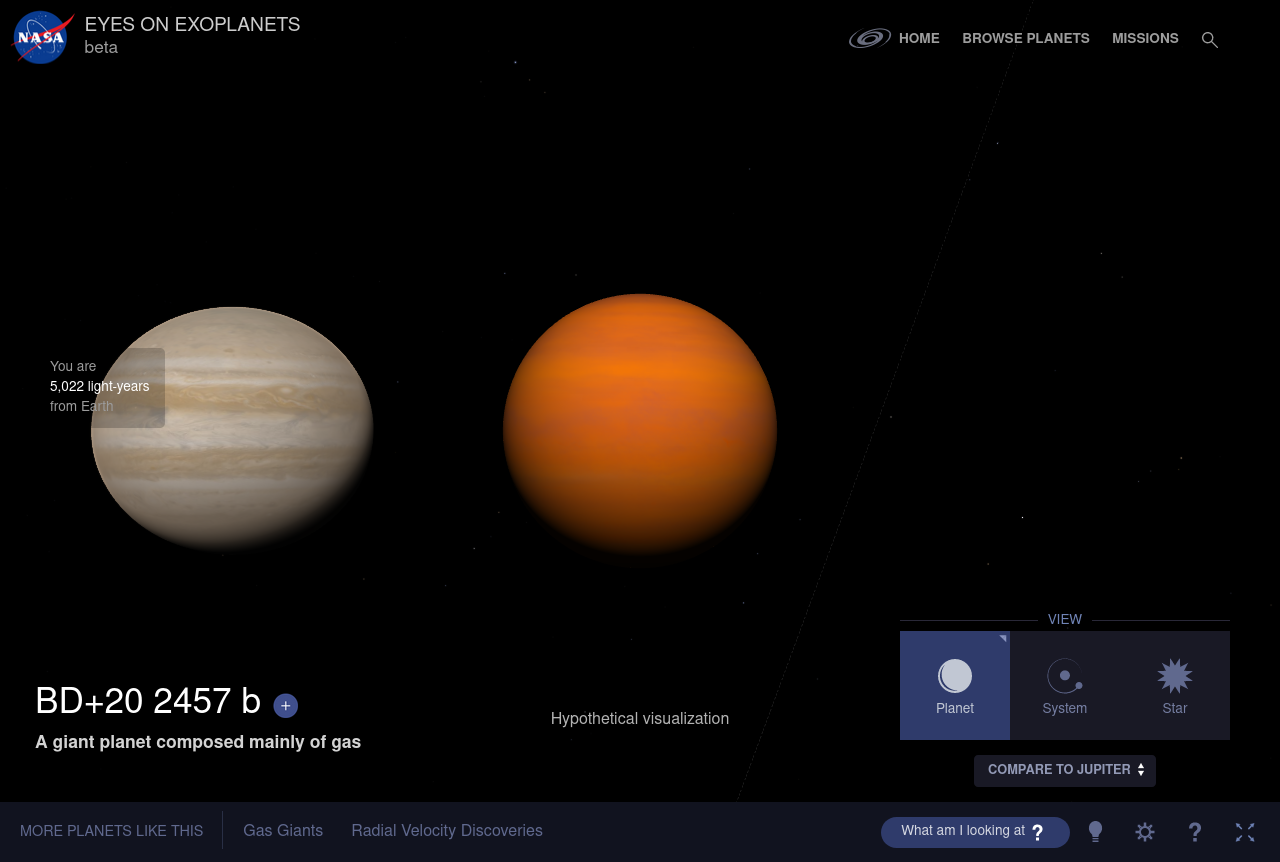 NASA
EYES ON EXOPLANETS
beta
HOME
BROWSE PLANETS
MISSIONS
You are
5,022 light-years
from Earth
BD+20 2457 b +
A giant planet composed mainly of gas
Hypothetical visualization
VIEW
Planet
System
Star
COMPARE TO JUPITER
MORE PLANETS LIKE THIS
Gas Giants
Radial Velocity Discoveries
What am I looking at ?
?